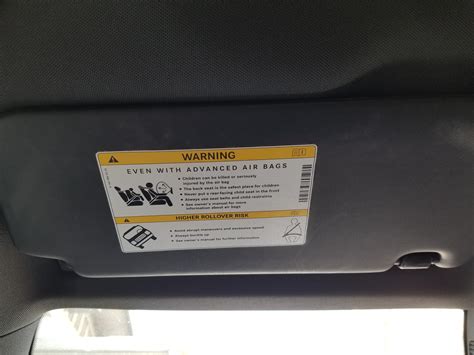 WARNING
EVEN WITH ADVANCED AIR BAGS
• Children can be killed or seriously
injured by the air bag
• The back seat is the safest place for children
• Never put a rear-facing child seat in the front
• Always use seat belts and child restraints
• See owner's manual for more
information about air bags
HIGHER ROLLOVER RISK
• Avoid abrupt maneuvers and excessive speed
• Always buckle up
• See owner's manual for further information